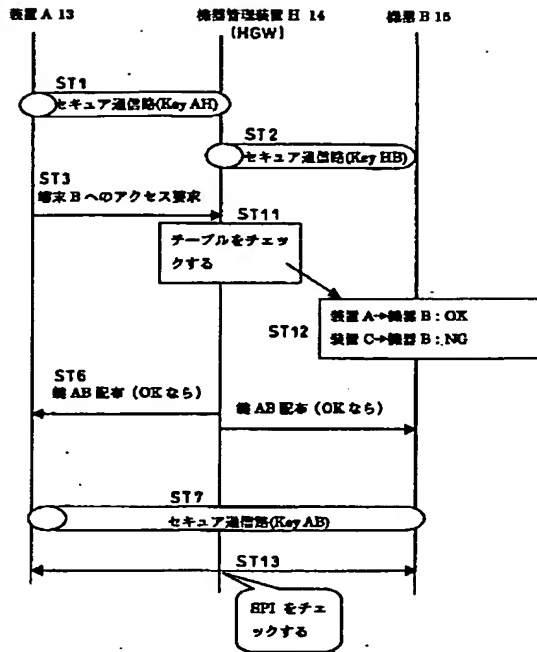 装置A 13
機器管理装置H 14
(HGW)
機器B 15
ST1
セキュア通信路(Key AH)
ST2
セキュア通信路(Key HB)
ST3
端末Bへのアクセス要求
ST11
テーブルをチェッ
クする
ST12
装置A→機器B:OK
装置C→機器B:NG
ST6
鍵AB配布(OKなら)
鍵AB配布(OKなら)
ST7
セキュア通信路(Key AB)
ST13
SPIをチェ
ックする